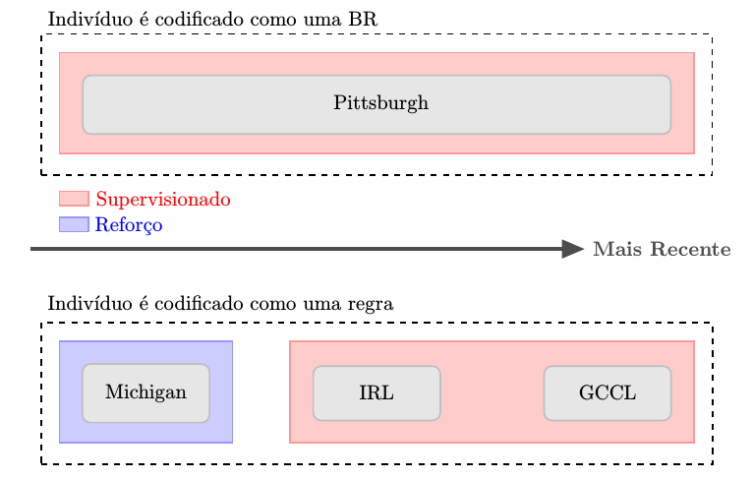 Indivíduo é codificado como uma BR
Pittsburgh
Supervisionado
Reforço
Mais Recente
Indivíduo é codificado como uma regra
Michigan
IRL
GCCL